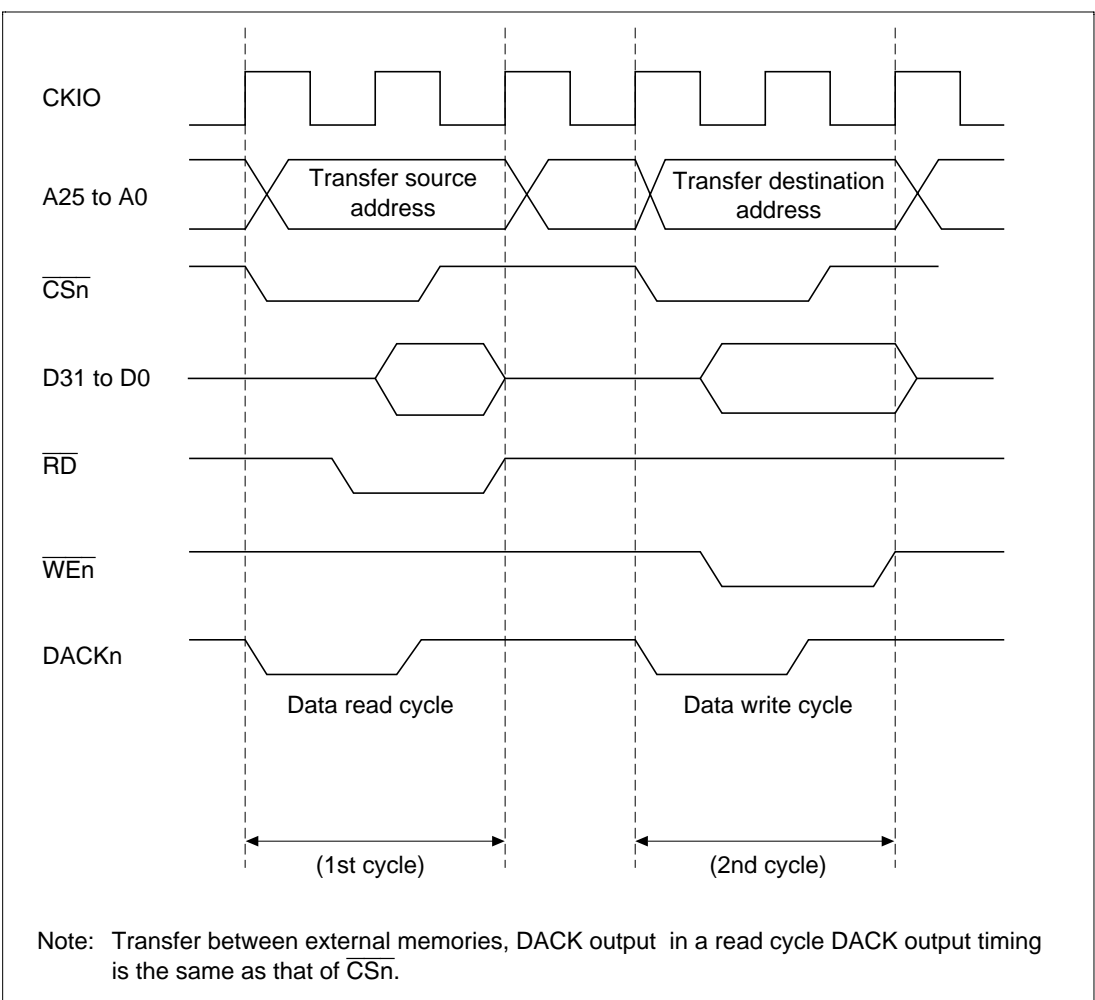 CKIO
A25 to A0
Transfer source
address
Transfer destination
address
CSn
D31 to D0
RD
WEn
DACKn
Data read cycle
Data write cycle
(1st cycle)
(2nd cycle)
Note: Transfer between external memories, DACK output in a read cycle DACK output timing
is the same as that of CSn.